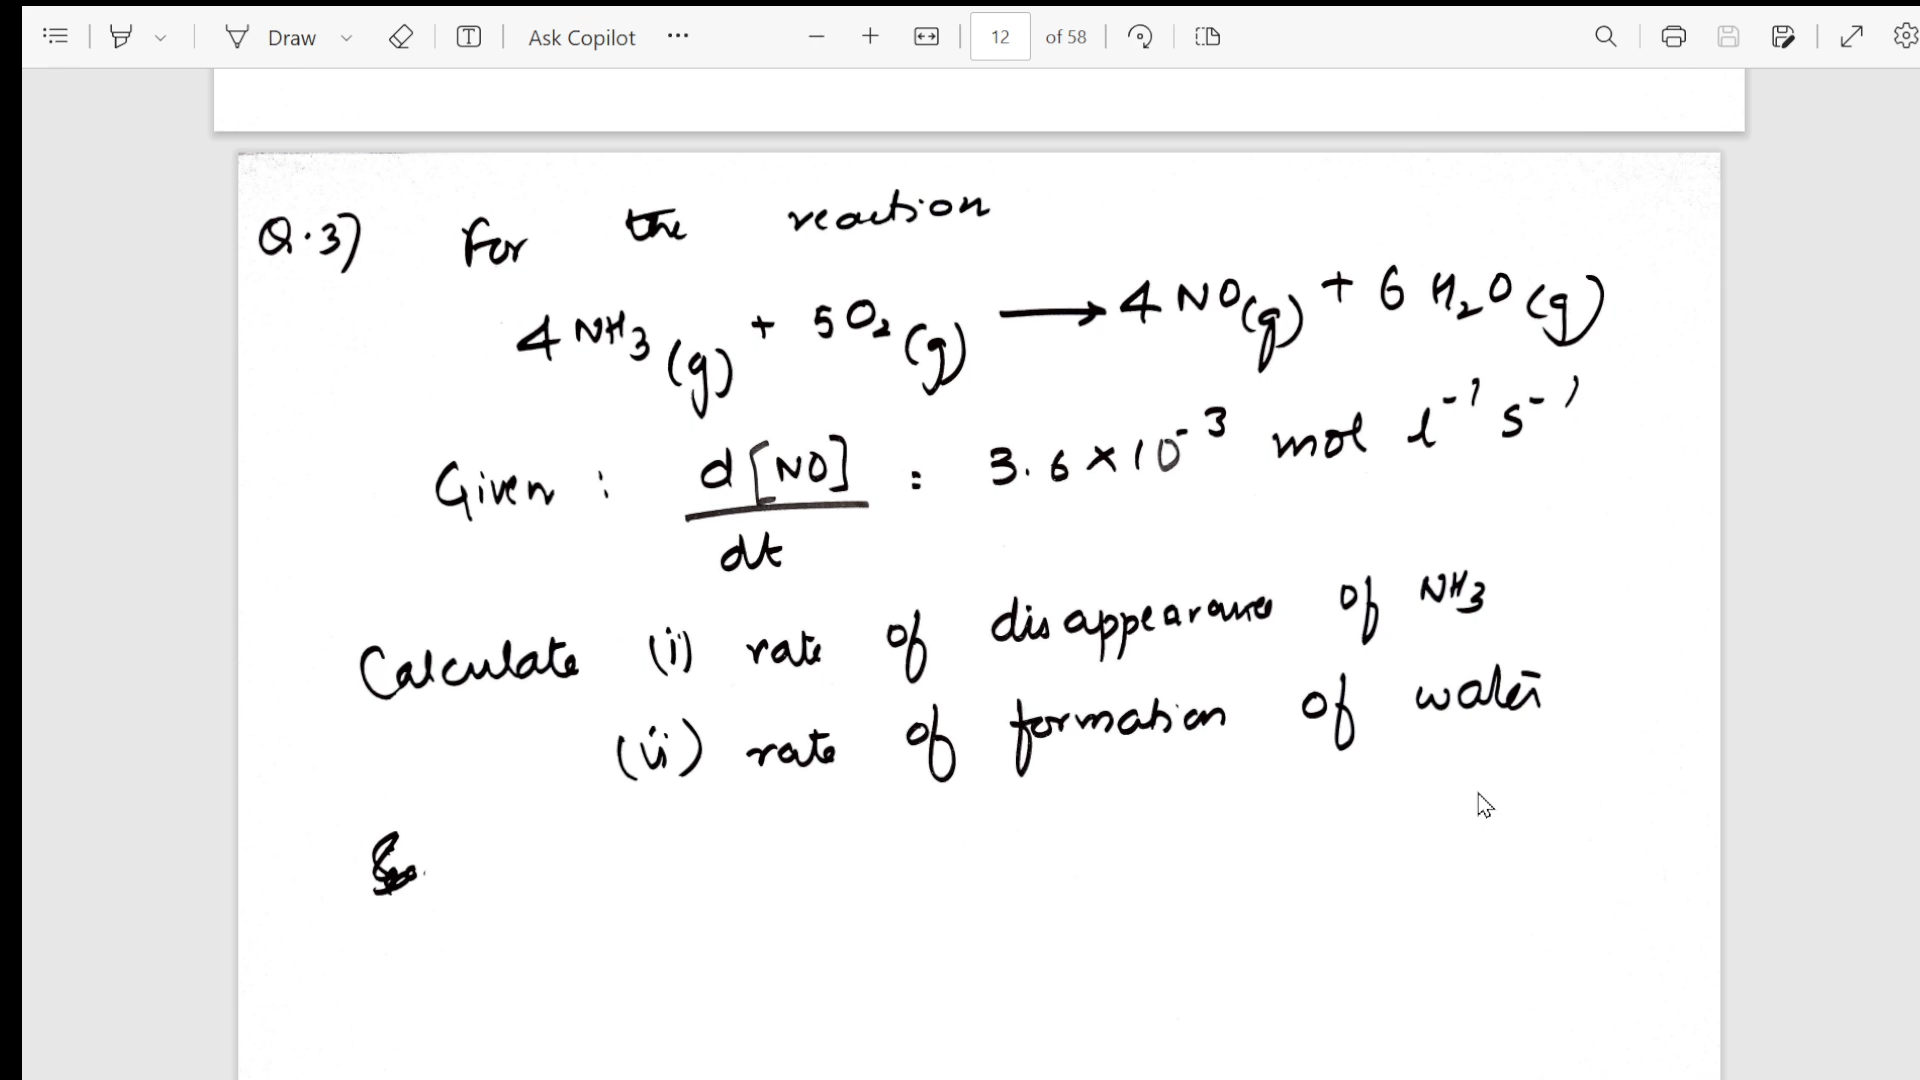 Draw Ask Copilot ... 12 of 58
Q.3) For the reaction
4 NH3 (g) + 5 O2 (g) ⟶ 4 NO(g) + 6 H2O (g)
Given : d[NO]/dt = 3.6 × 10^-3 mol l^-1 s^-1
Calculate (i) rate of disappearance of NH3
(ii) rate of formation of water